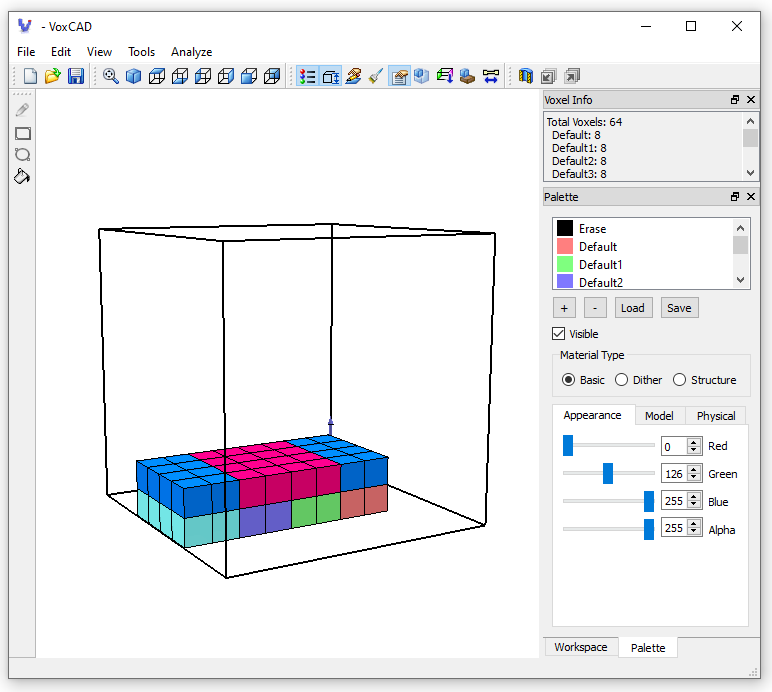 - VoxCAD
File Edit View Tools Analyze
Voxel Info
Total Voxels: 64
Default: 8
Default1: 8
Default2: 8
Default3: 8
Palette
Erase
Default
Default1
Default2
+ - Load Save
Visible
Material Type
Basic Dither Structure
Appearance Model Physical
0 Red
126 Green
255 Blue
255 Alpha
Workspace Palette